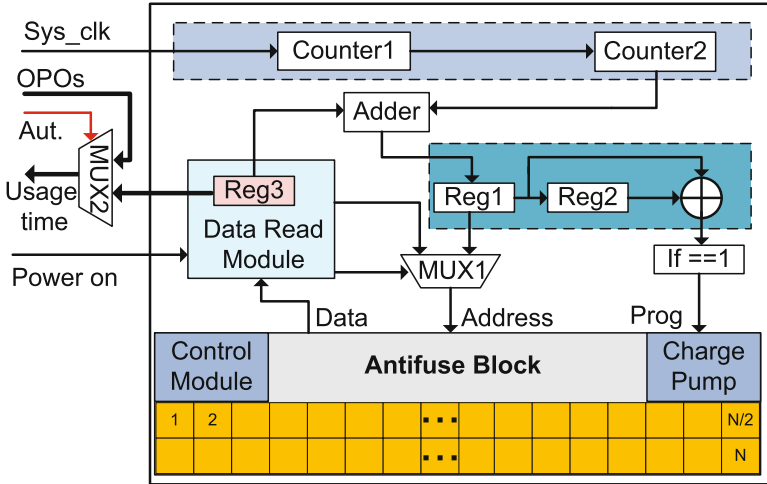 Sys_clk
Counter1
Counter2
OPOs
Adder
Aut.
MUX2
Usage
time
Reg3
Data Read
Module
Reg1
Reg2
MUX1
If ==1
Power on
Data
Address
Prog
Control
Module
Antifuse Block
Charge
Pump
1 2 ... N/2
... N